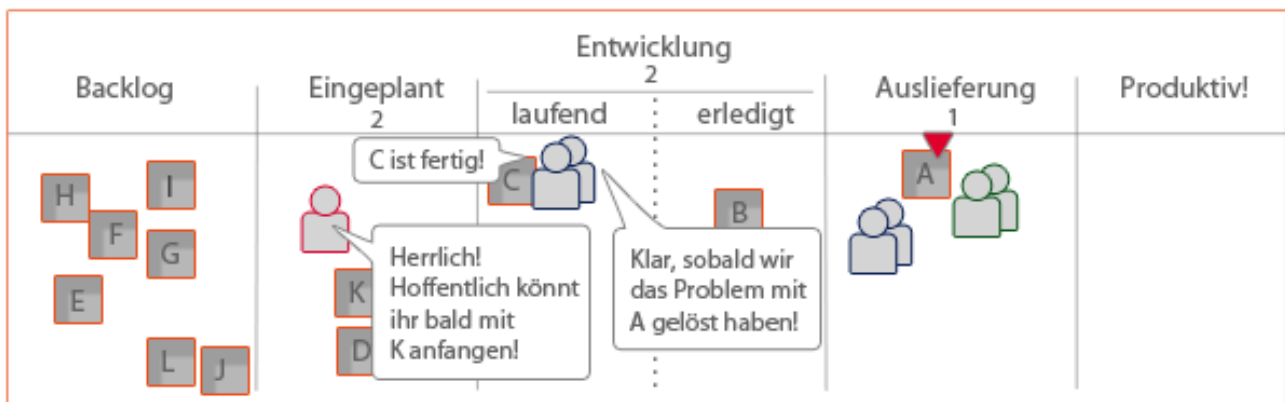 Entwicklung
2
Backlog
Eingeplant
2
laufend
erledigt
Auslieferung
1
Produktiv!
C ist fertig!
C
A
H
I
F
G
E
B
K
D
L
J
Herrlich!
Hoffentlich könnt
ihr bald mit
K anfangen!
Klar, sobald wir
das Problem mit
A gelöst haben!